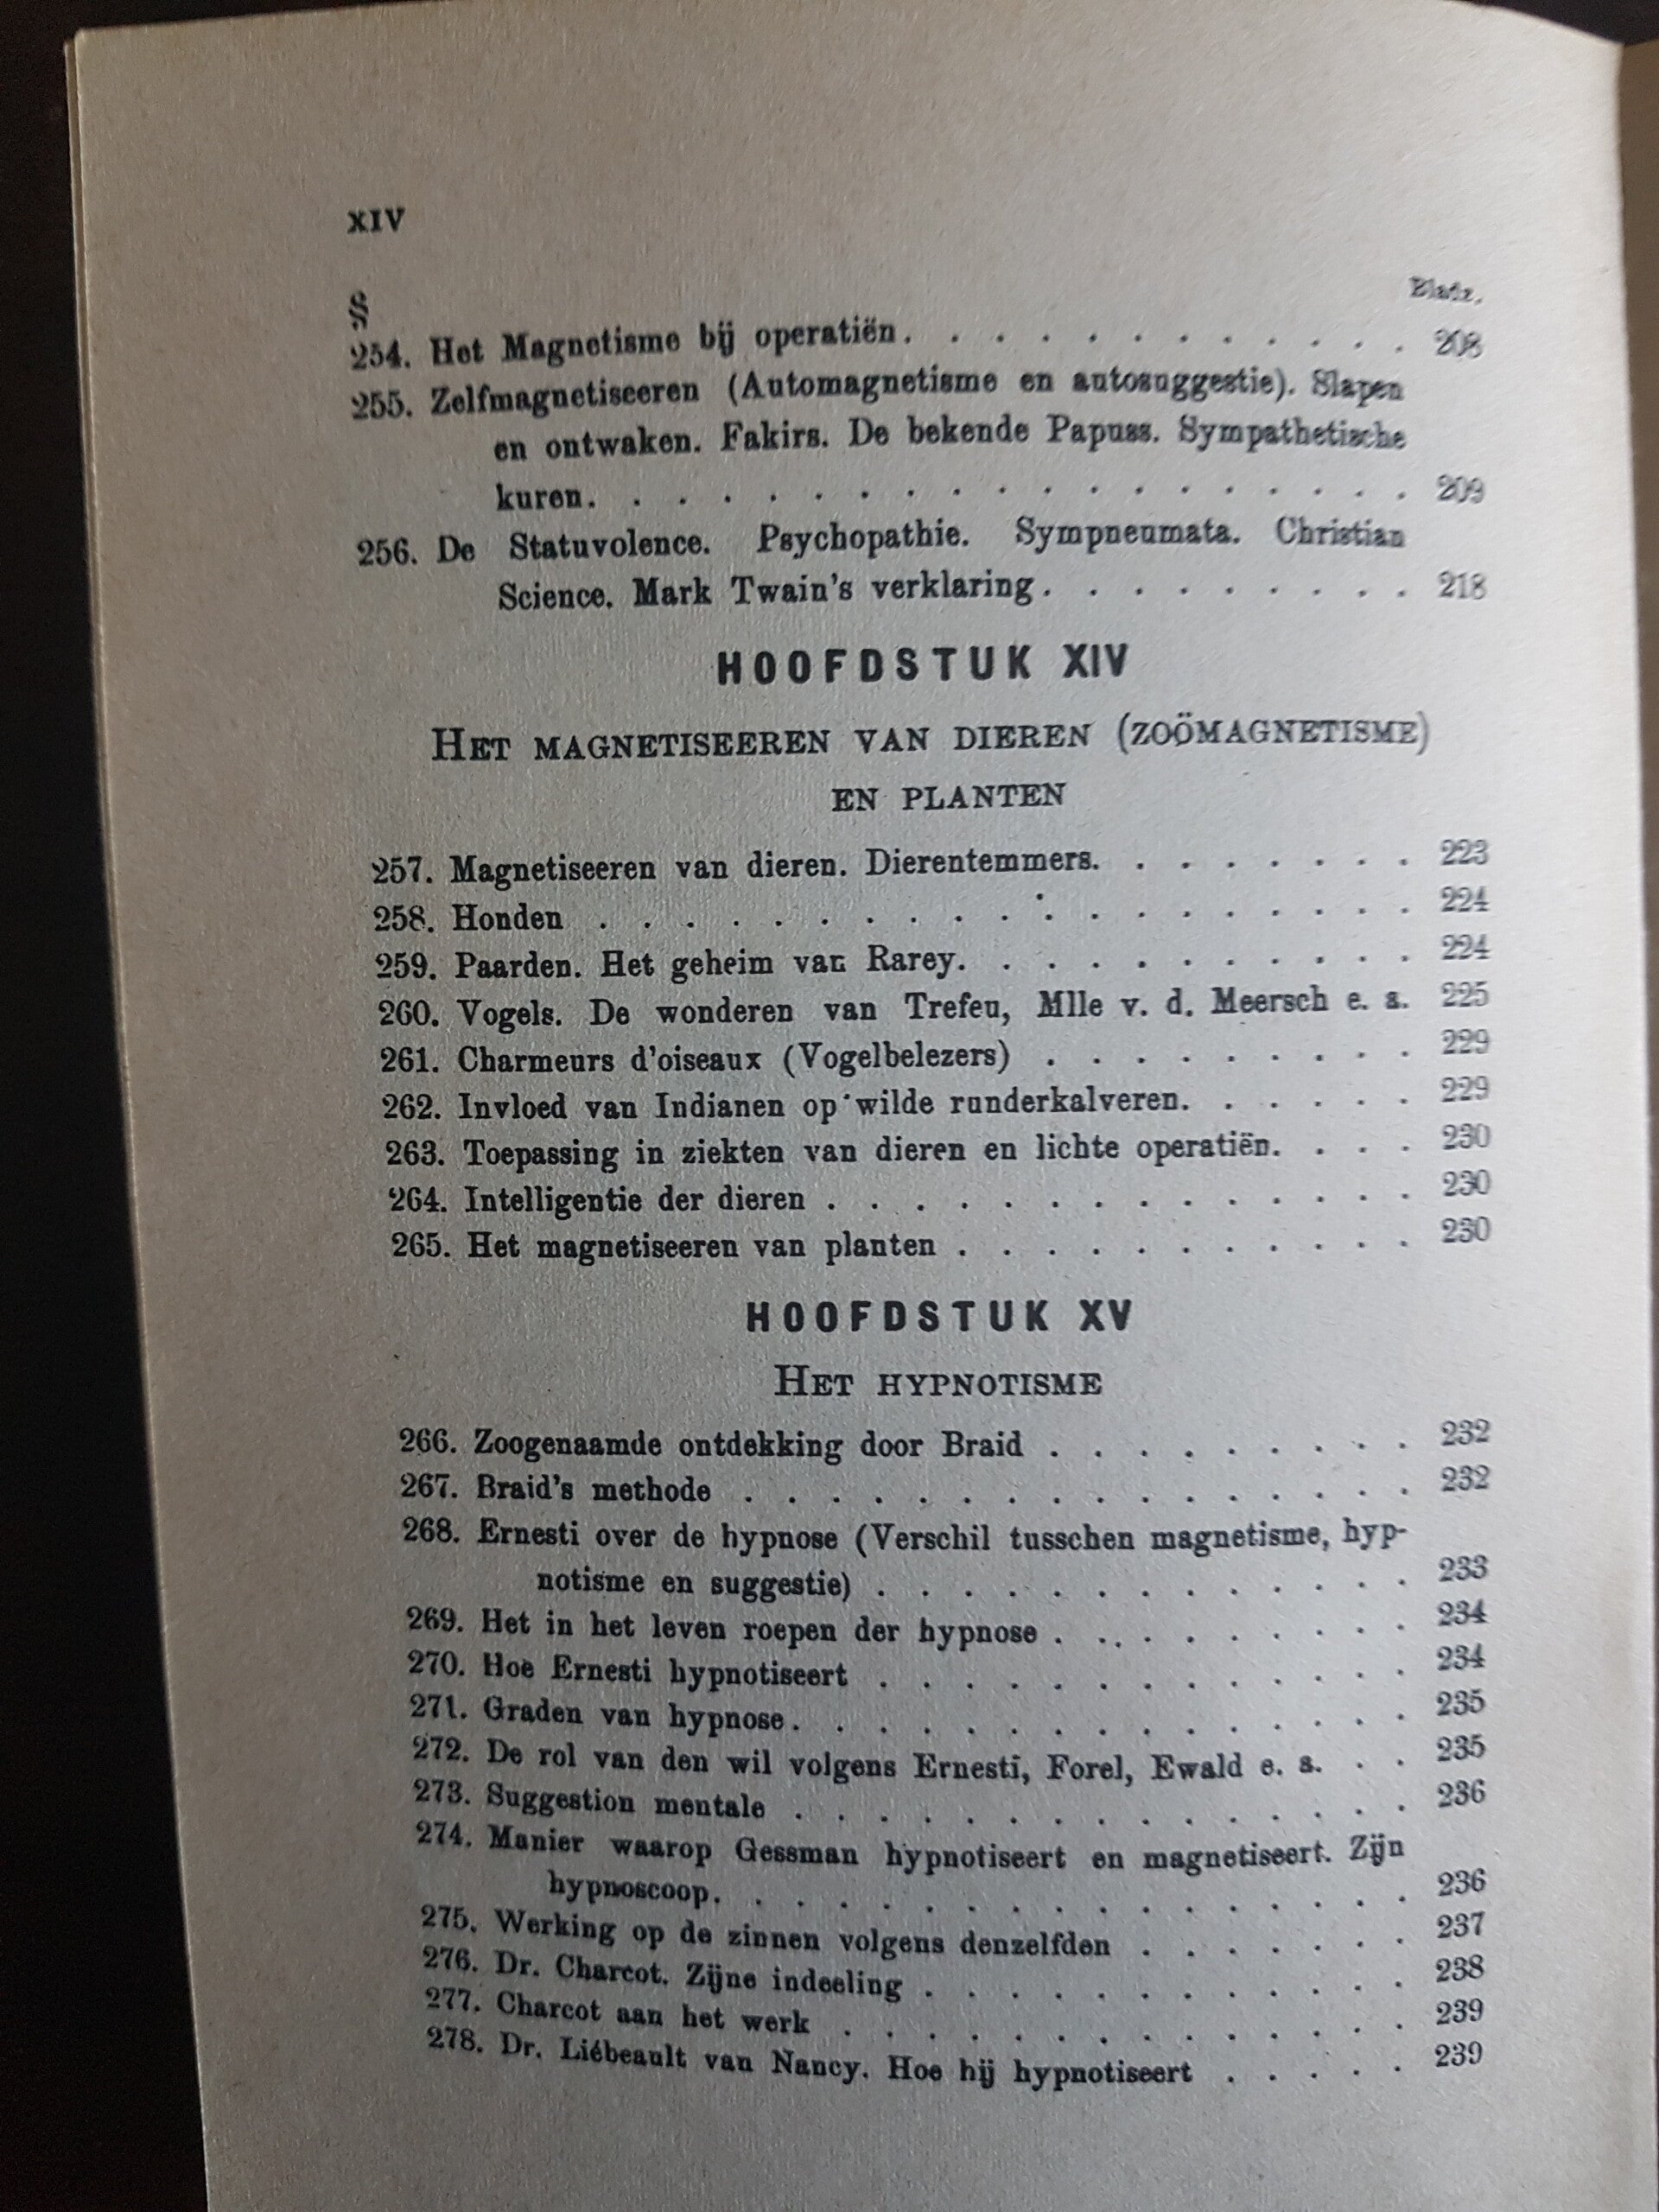 XIV
§ Bladz.
254. Het Magnetisme bij operatiën. . . . . . . . . . . . 208
255. Zelfmagnetiseeren (Automagnetisme en autosuggestie). Slapen
en ontwaken. Fakirs. De bekende Papuss. Sympathetische
kuren. . . . . . . . . . . . . . . . . . . 209
256. De Statuvolence. Psychopathie. Sympneumata. Christian
Science. Mark Twain's verklaring. . . . . . . . . 218
HOOFDSTUK XIV
HET MAGNETISEEREN VAN DIEREN (ZOÖMAGNETISME)
EN PLANTEN
257. Magnetiseeren van dieren. Dierentemmers. . . . . . . . 223
258. Honden . . . . . . . . . . . . . . . . . . . 224
259. Paarden. Het geheim van Rarey. . . . . . . . . . . 224
260. Vogels. De wonderen van Trefeu, Mlle v. d. Meersch e. a. 225
261. Charmeurs d'oiseaux (Vogelbelezers) . . . . . . . . . 229
262. Invloed van Indianen op wilde runderkalveren. . . . . . 229
263. Toepassing in ziekten van dieren en lichte operatiën. . . . 230
264. Intelligentie der dieren . . . . . . . . . . . . . . 230
265. Het magnetiseeren van planten . . . . . . . . . . . 230
HOOFDSTUK XV
HET HYPNOTISME
266. Zoogenaamde ontdekking door Braid . . . . . . . . . 232
267. Braid's methode . . . . . . . . . . . . . . . . 232
268. Ernesti over de hypnose (Verschil tusschen magnetisme, hyp-
notisme en suggestie) . . . . . . . . . . . . . 233
269. Het in het leven roepen der hypnose . . . . . . . . . 234
270. Hoe Ernesti hypnotiseert . . . . . . . . . . . . . 234
271. Graden van hypnose. . . . . . . . . . . . . . . 235
272. De rol van den wil volgens Ernesti, Forel, Ewald e. a. . . 235
273. Suggestion mentale . . . . . . . . . . . . . . . 236
274. Manier waarop Gessman hypnotiseert en magnetiseert. Zijn
hypnoscoop. . . . . . . . . . . . . . . . . 236
275. Werking op de zinnen volgens denzelfden . . . . . . . 237
276. Dr. Charcot. Zijne indeeling . . . . . . . . . . . . 238
277. Charcot aan het werk . . . . . . . . . . . . . . 239
278. Dr. Liébeault van Nancy. Hoe hij hypnotiseert . . . . . 239